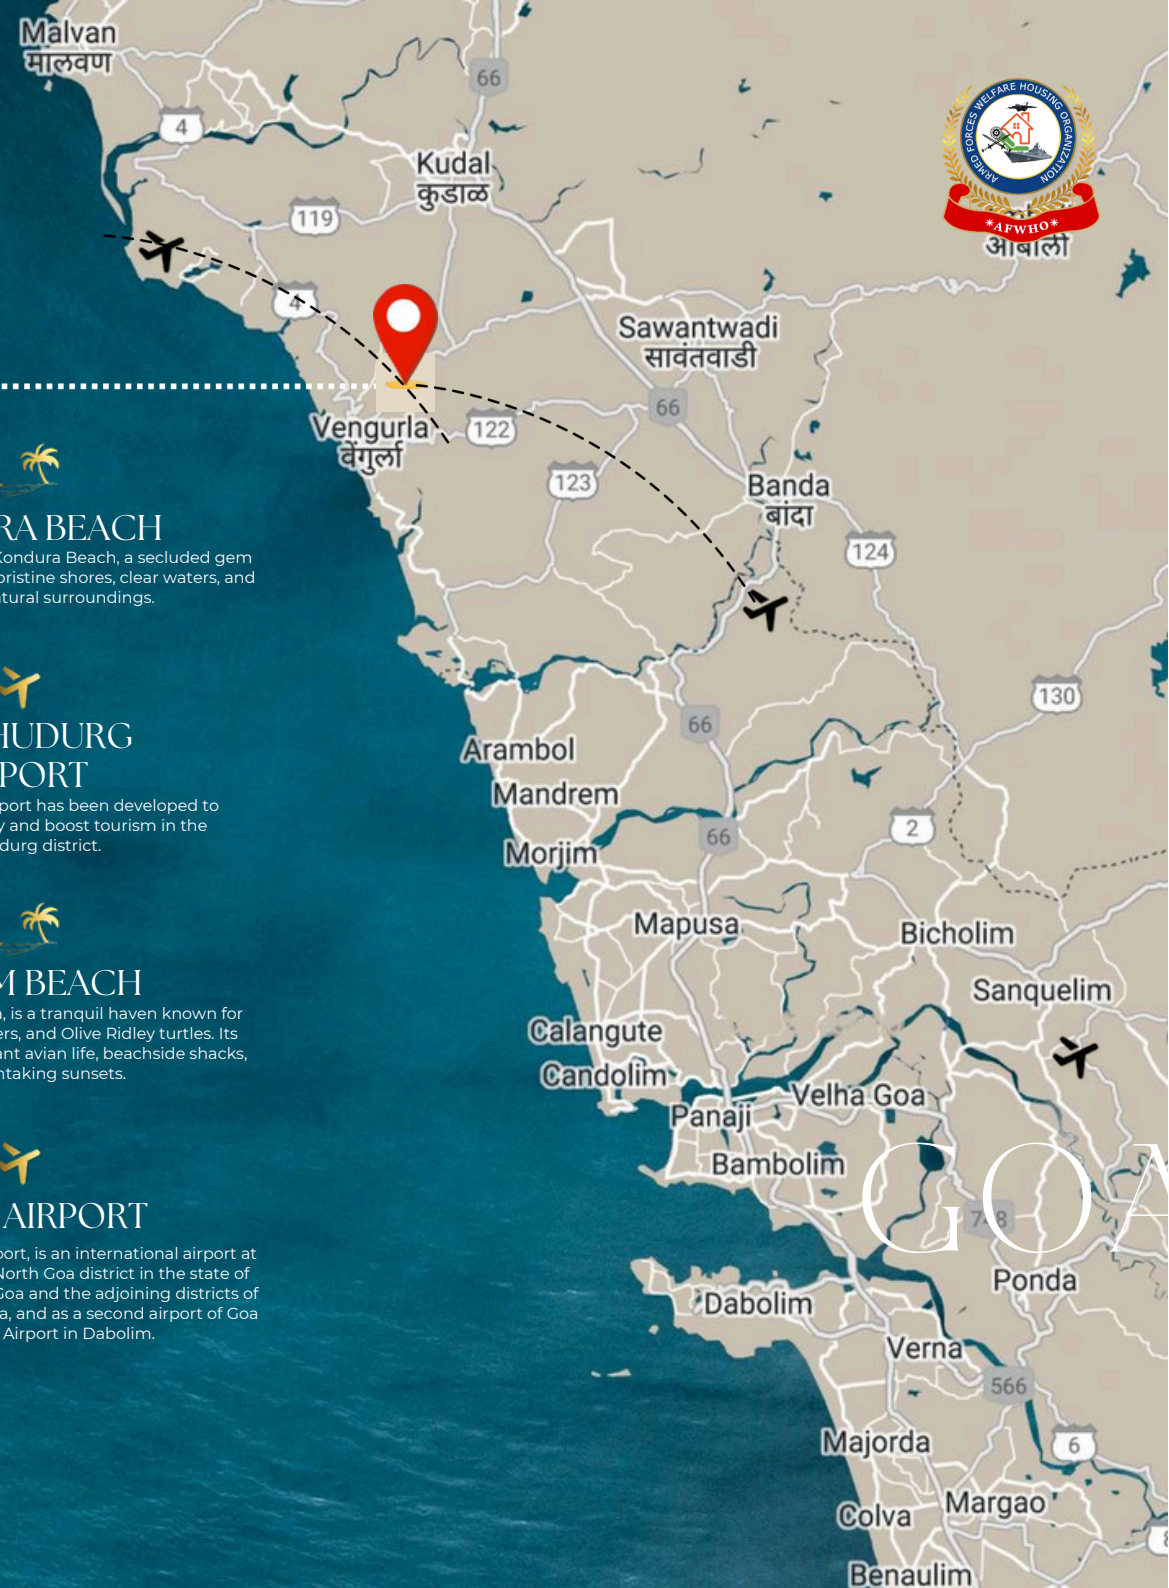 Malvan
मालवण
66
4
ARMED FORCES WELFARE HOUSING ORGANIZATION
*AFWHO*
Kudal
कुडाळ
119
आंबोली
4
Sawantwadi
सावंतवाडी
66
Vengurla
वेंगुर्ला
122
123
Banda
बांदा
124
RA BEACH
Kondura Beach, a secluded gem
pristine shores, clear waters, and
tural surroundings.
130
HUDURG
PORT
port has been developed to
y and boost tourism in the
durg district.
66
Arambol
Mandrem
66
2
Morjim
Mapusa
Bicholim
M BEACH
, is a tranquil haven known for
ers, and Olive Ridley turtles. Its
ant avian life, beachside shacks,
htaking sunsets.
Sanquelim
Calangute
Candolim
Velha Goa
Panaji
Bambolim
GOA
748
AIRPORT
port, is an international airport at
North Goa district in the state of
Goa and the adjoining districts of
a, and as a second airport of Goa
Airport in Dabolim.
Ponda
Dabolim
Verna
566
Majorda
6
Margao
Colva
8
Benaulim